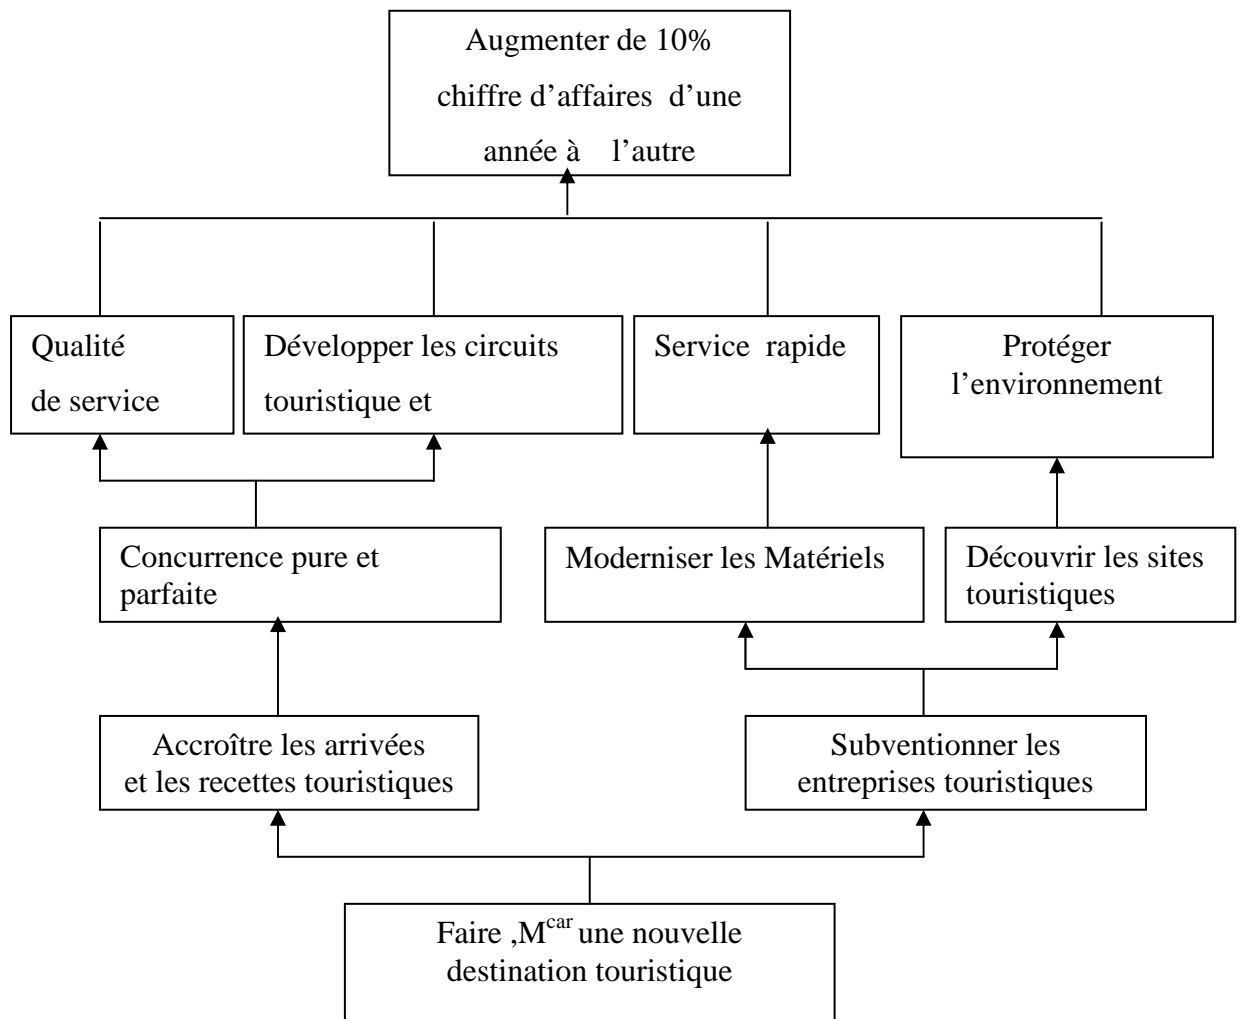 Augmenter de 10%
chiffre d’affaires d’une
année à l’autre
Qualité
de service
Développer les circuits
touristique et
Service rapide
Protéger
l’environnement
Concurrence pure et
parfaite
Moderniser les Matériels
Découvrir les sites
touristiques
Accroître les arrivées
et les recettes touristiques
Subventionner les
entreprises touristiques
Faire ,Mcar une nouvelle
destination touristique